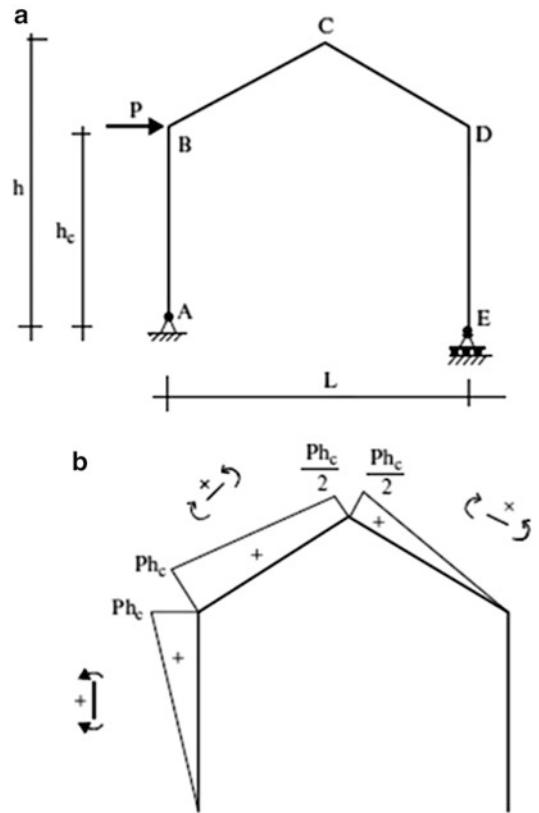 a
C
P
B
D
h
h_c
A
E
L
b
Ph_c/2
Ph_c/2
×
×
+
+
Ph_c
Ph_c
+
+